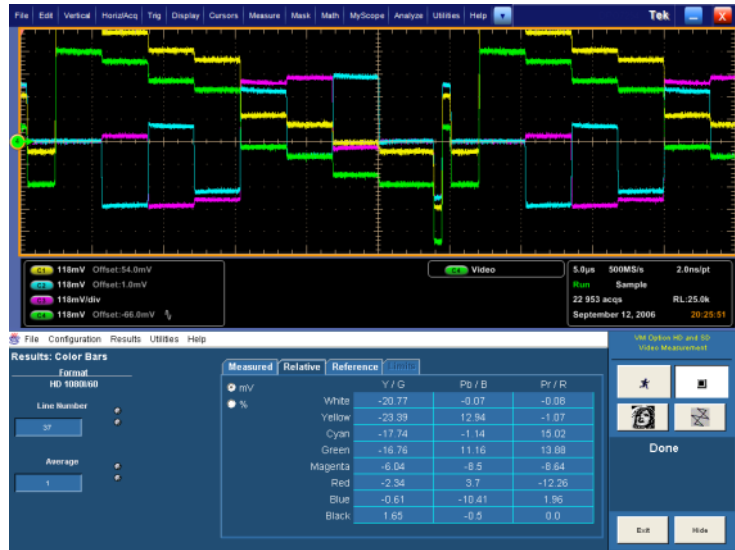 File Edit Vertical Horiz/Acq Trig Display Cursors Measure Mask Math MyScope Analyze Utilities Help Tek X
C1 118mV Offset:54.0mV
C2 118mV Offset:1.0mV
C3 118mV/div
C4 118mV Offset:-66.0mV
C4 Video
5.0µs 500MS/s 2.0ns/pt
Run Sample
22 953 acqs RL:25.0k
September 12, 2006 20:25:51
File Configuration Results Utilities Help
VM Option HD and SD
Video Measurement
Results: Color Bars
Format
HD 1080i/60
Line Number
37
Average
1
Measured Relative Reference Limits
mV
%
Y / G Pb / B Pr / R
White -20.77 -0.07 -0.08
Yellow -23.39 12.94 -1.07
Cyan -17.74 -1.14 15.02
Green -16.76 11.16 13.88
Magenta -6.04 -8.5 -8.64
Red -2.34 3.7 -12.26
Blue -0.61 -10.41 1.96
Black 1.65 -0.5 0.0
Done
Exit Hide